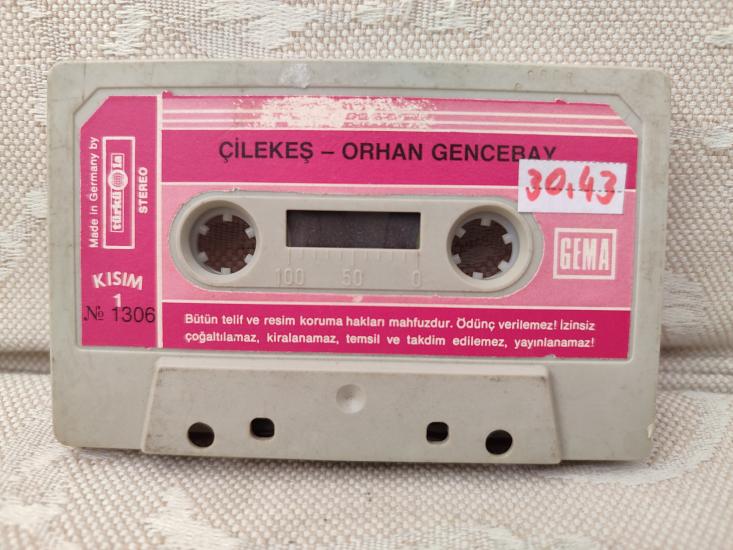 ÇİLEKEŞ – ORHAN GENCEBAY
30.43
Made in Germany by
türküola
STEREO
KISIM
1
№ 1306
100 50 0
GEMA
Bütün telif ve resim koruma hakları mahfuzdur. Ödünç verilemez! İzinsiz
çoğaltılamaz, kiralanamaz, temsil ve takdim edilemez, yayınlanamaz!